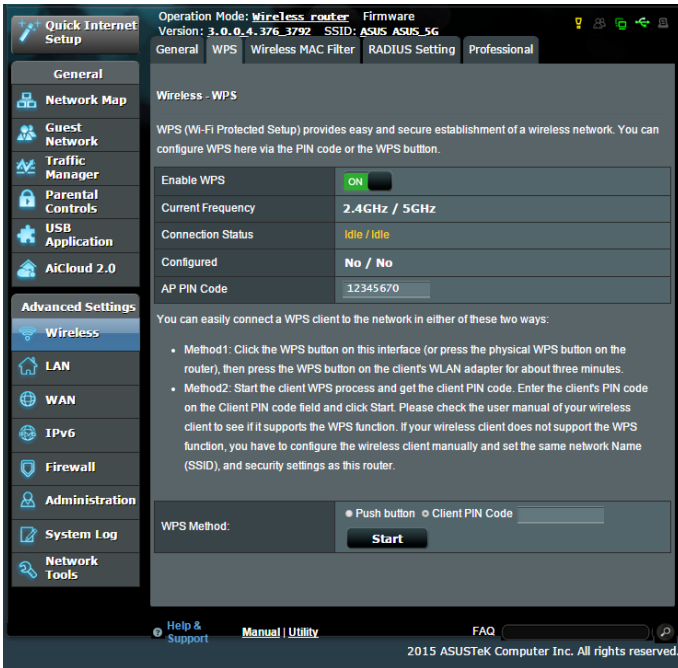 Quick Internet
Setup
Operation Mode: Wireless router Firmware
Version: 3.0.0.4.376_3792 SSID: ASUS ASUS_5G
General WPS Wireless MAC Filter RADIUS Setting Professional
General
Network Map
Guest
Network
Traffic
Manager
Parental
Controls
USB
Application
AiCloud 2.0
Advanced Settings
Wireless
LAN
WAN
IPv6
Firewall
Administration
System Log
Network
Tools
Wireless - WPS
WPS (Wi-Fi Protected Setup) provides easy and secure establishment of a wireless network. You can
configure WPS here via the PIN code or the WPS buttton.
Enable WPS ON
Current Frequency 2.4GHz / 5GHz
Connection Status Idle / Idle
Configured No / No
AP PIN Code 12345670
You can easily connect a WPS client to the network in either of these two ways:
• Method1: Click the WPS button on this interface (or press the physical WPS button on the
router), then press the WPS button on the client's WLAN adapter for about three minutes.
• Method2: Start the client WPS process and get the client PIN code. Enter the client's PIN code
on the Client PIN code field and click Start. Please check the user manual of your wireless
client to see if it supports the WPS function. If your wireless client does not support the WPS
function, you have to configure the wireless client manually and set the same network Name
(SSID), and security settings as this router.
WPS Method: Push button Client PIN Code
Start
Help &
Support
Manual | Utility
FAQ
2015 ASUSTeK Computer Inc. All rights reserved.